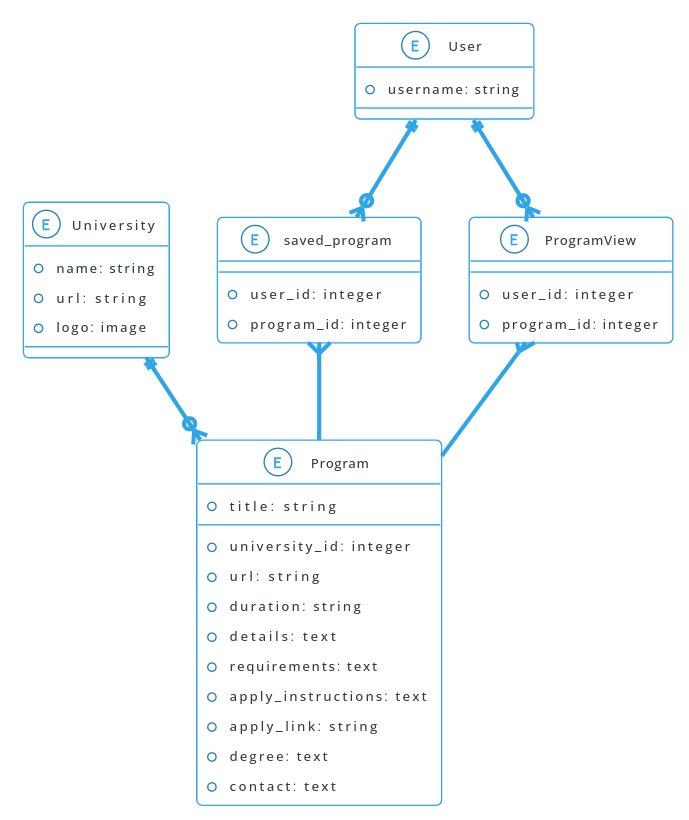 E User
username: string
E University
name: string
url: string
logo: image
E saved_program
user_id: integer
program_id: integer
E ProgramView
user_id: integer
program_id: integer
E Program
title: string
university_id: integer
url: string
duration: string
details: text
requirements: text
apply_instructions: text
apply_link: string
degree: text
contact: text